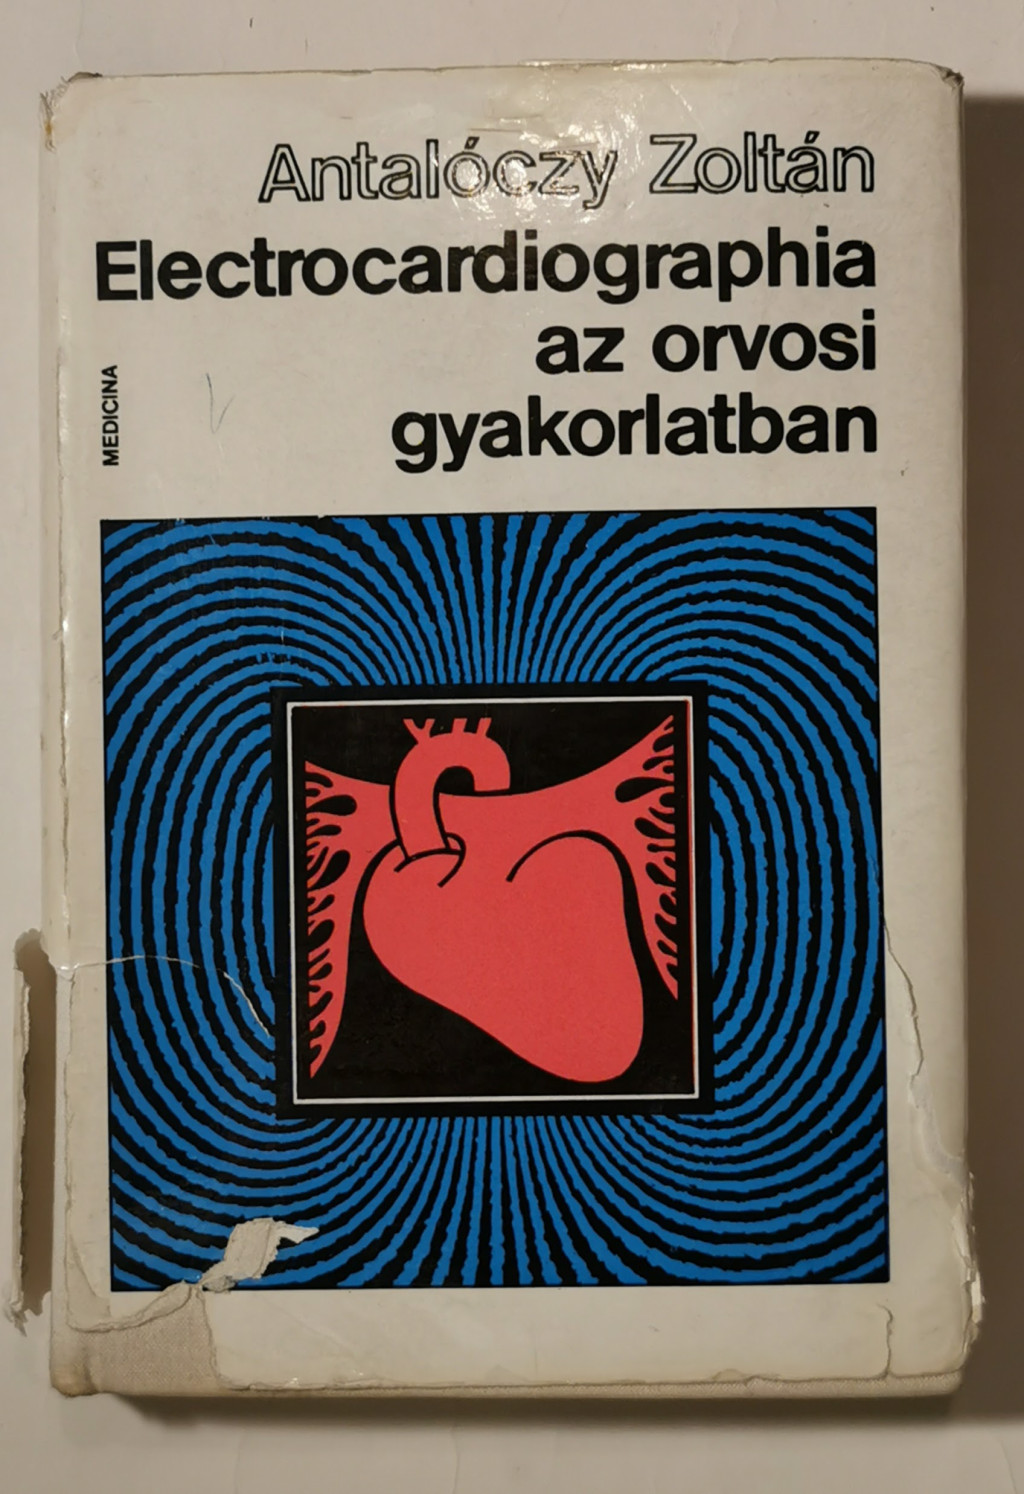 Antalóczy Zoltán
Electrocardiographia
az orvosi
gyakorlatban
MEDICINA